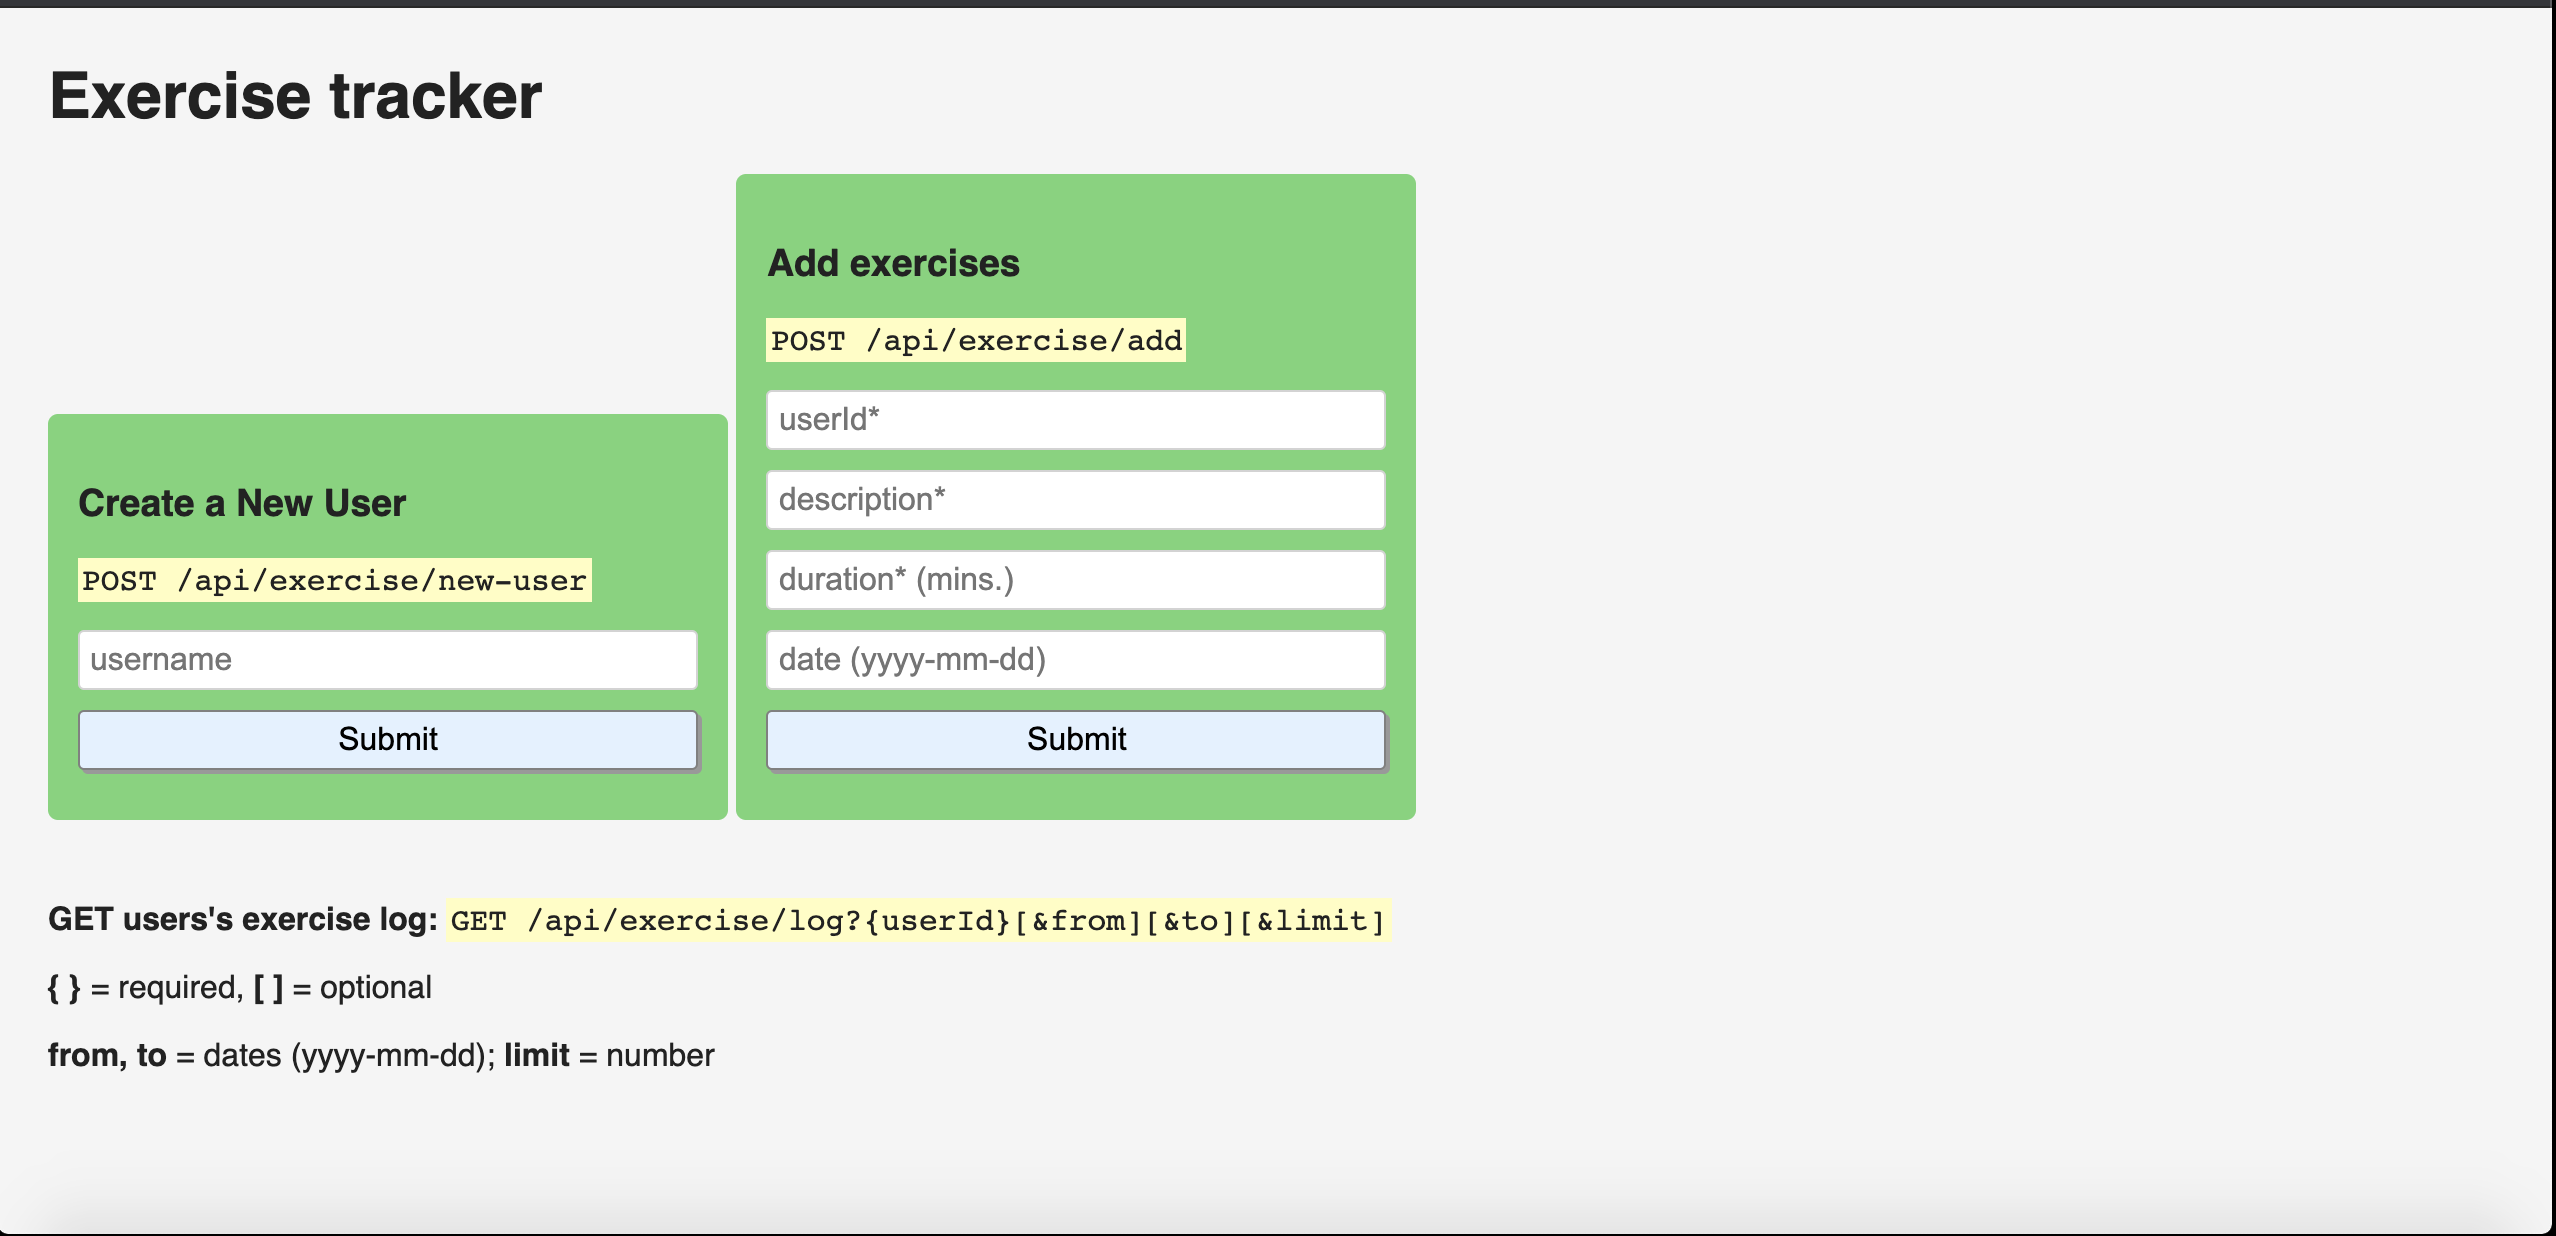 Exercise tracker
Create a New User
POST /api/exercise/new-user
username
Submit
Add exercises
POST /api/exercise/add
userId*
description*
duration* (mins.)
date (yyyy-mm-dd)
Submit
GET users's exercise log: GET /api/exercise/log?{userId}[&from][&to][&limit]
{ } = required, [ ] = optional
from, to = dates (yyyy-mm-dd); limit = number